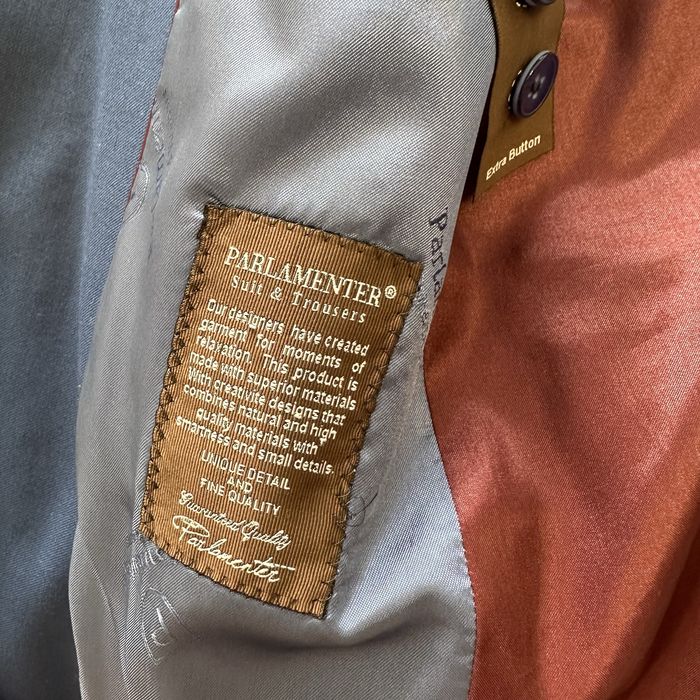 Extra Button
PARLAMENTER®
Suit & Trousers
Our designers have created
garment for moments of
relaxation. This product is
made with superior materials
with creavite designs that
combines natural and high
quality materials with
smartness and small details.
UNIQUE DETAIL
AND
FINE QUALITY
Guaranteed Quality
Parlamenter
Parla